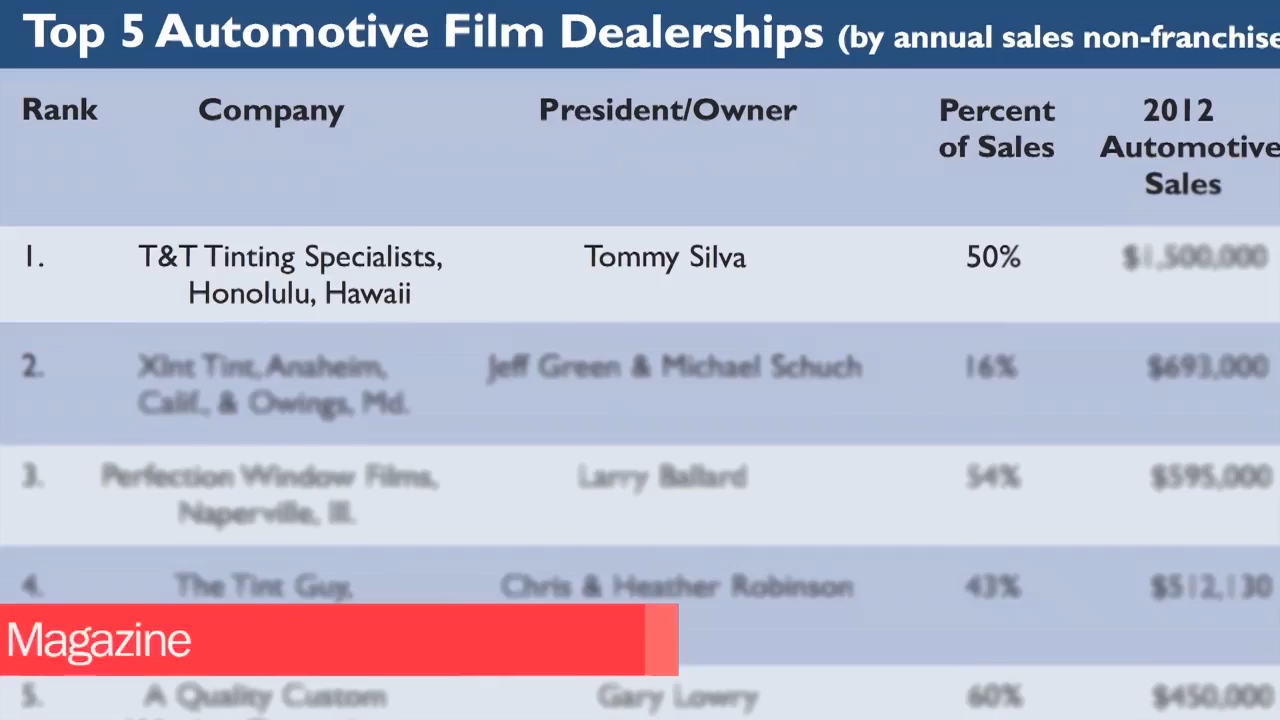 Top 5 Automotive Film Dealerships (by annual sales non-franchise
Rank Company President/Owner Percent of Sales 2012 Automotive Sales
1. T&T Tinting Specialists, Honolulu, Hawaii Tommy Silva 50% $1,500,000
2. Xlnt Tint, Anaheim, Calif., & Owings, Md. Jeff Green & Michael Schuch 16% $693,000
3. Perfection Window Films, Naperville, Ill. Larry Ballard 54% $595,000
4. The Tint Guy, Chris & Heather Robinson 43% $512,130
Magazine
5. A Quality Custom Gary Lowry 60% $450,000